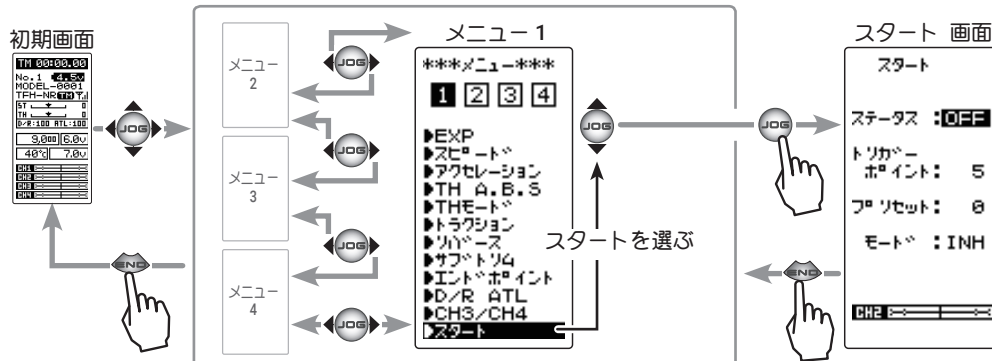 初期画面
TM 00:00.00
No.1 4.5v
MODEL-0001
TFH-NR TM
ST 0
TH 0
D/R:100 ATL:100
9,000 6.0v
40℃ 7.0v
CH1
CH2
CH3
CH4
JOG
END
メニュー
2
メニュー
3
メニュー
4
JOG
JOG
JOG
JOG
メニュー 1
***メニュー***
1 2 3 4
▶EXP
▶スピード
▶アクセレーション
▶TH A.B.S
▶THモード
▶トラクション
▶リバース
▶サブトリム
▶エンドポイント
▶D/R ATL
▶CH3/CH4
▶スタート
JOG
スタートを選ぶ
JOG
END
スタート 画面
スタート
ステータス :OFF
トリガー
ポイント: 5
プリセット: 0
モード :INH
CH2